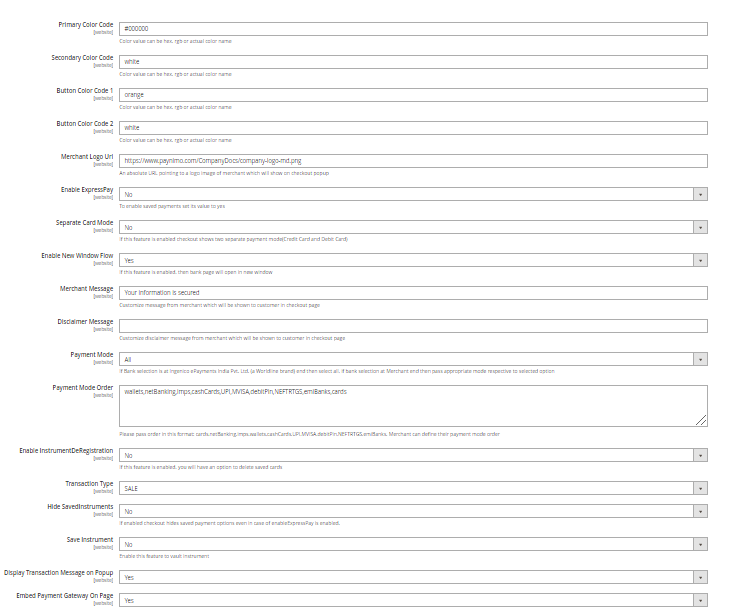 Primary Color Code
[website]
#000000
Color value can be hex, rgb or actual color name
Secondary Color Code
[website]
white
Color value can be hex, rgb or actual color name
Button Color Code 1
[website]
orange
Color value can be hex, rgb or actual color name
Button Color Code 2
[website]
white
Color value can be hex, rgb or actual color name
Merchant Logo Url
[website]
https://www.paynimo.com/CompanyDocs/company-logo-md.png
An absolute URL pointing to a logo image of merchant which will show on checkout popup
Enable ExpressPay
[website]
No
To enable saved payments set its value to yes
Separate Card Mode
[website]
No
If this feature is enabled checkout shows two separate payment mode(Credit Card and Debit Card)
Enable New Window Flow
[website]
Yes
If this feature is enabled, then bank page will open in new window
Merchant Message
[website]
Your information is secured
Customize message from merchant which will be shown to customer in checkout page
Disclaimer Message
[website]
Customize disclaimer message from merchant which will be shown to customer in checkout page
Payment Mode
[website]
All
If Bank selection is at Ingenico ePayments India Pvt. Ltd. (a Worldline brand) end then select all, if bank selection at Merchant end then pass appropriate mode respective to selected option
Payment Mode Order
[website]
wallets,netBanking,imps,cashCards,UPI,MVISA,debitPin,NEFTRTGS,emiBanks,cards
Please pass order in this format: cards,netBanking,imps,wallets,cashCards,UPI,MVISA,debitPin,NEFTRTGS,emiBanks. Merchant can define their payment mode order
Enable InstrumentDeRegistration
[website]
No
If this feature is enabled, you will have an option to delete saved cards
Transaction Type
[website]
SALE
Hide SavedInstruments
[website]
No
If enabled checkout hides saved payment options even in case of enableExpressPay is enabled.
Save Instrument
[website]
No
Enable this feature to vault instrument
Display Transaction Message on Popup
[website]
Yes
Embed Payment Gateway On Page
[website]
Yes